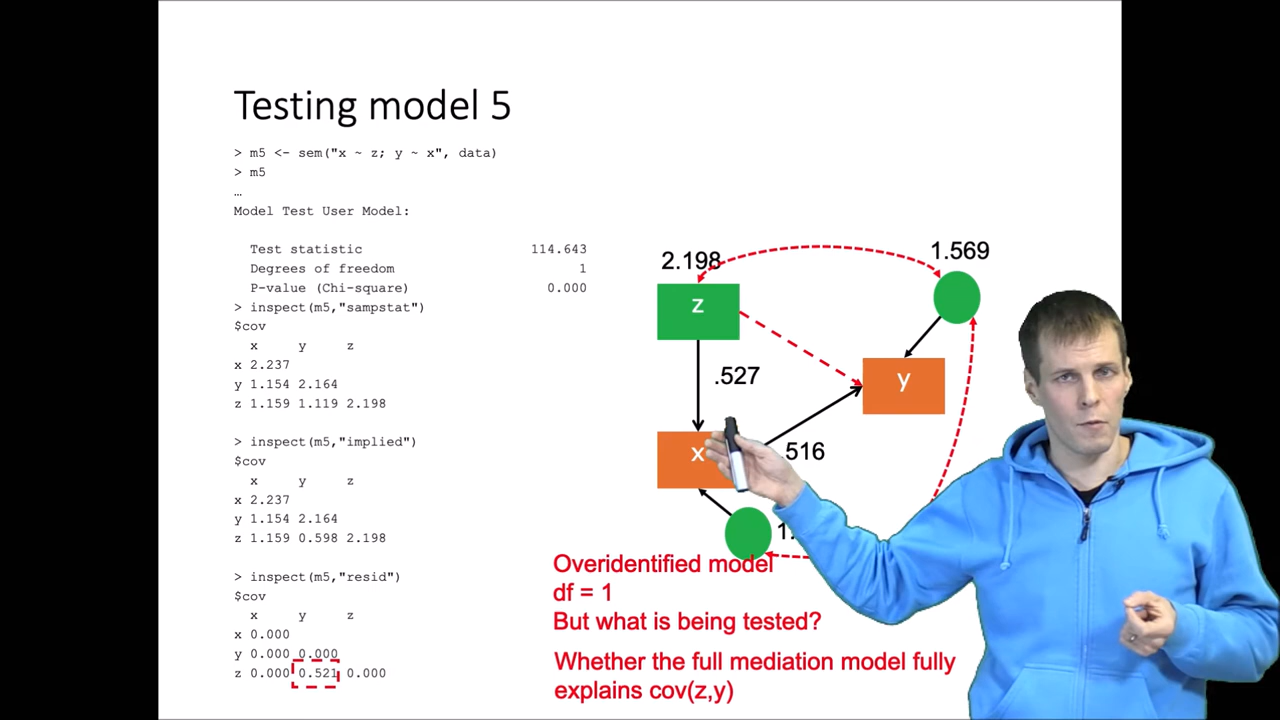 Testing model 5
> m5 <- sem("x ~ z; y ~ x", data)
> m5
…
Model Test User Model:
Test statistic 114.643
Degrees of freedom 1
P-value (Chi-square) 0.000
> inspect(m5,"sampstat")
$cov
x y z
x 2.237
y 1.154 2.164
z 1.159 1.119 2.198
> inspect(m5,"implied")
$cov
x y z
x 2.237
y 1.154 2.164
z 1.159 0.598 2.198
> inspect(m5,"resid")
$cov
x y z
x 0.000
y 0.000 0.000
z 0.000 0.521 0.000
2.198
1.569
z
.527
y
x
.516
Overidentified model
df = 1
But what is being tested?
Whether the full mediation model fully
explains cov(z,y)